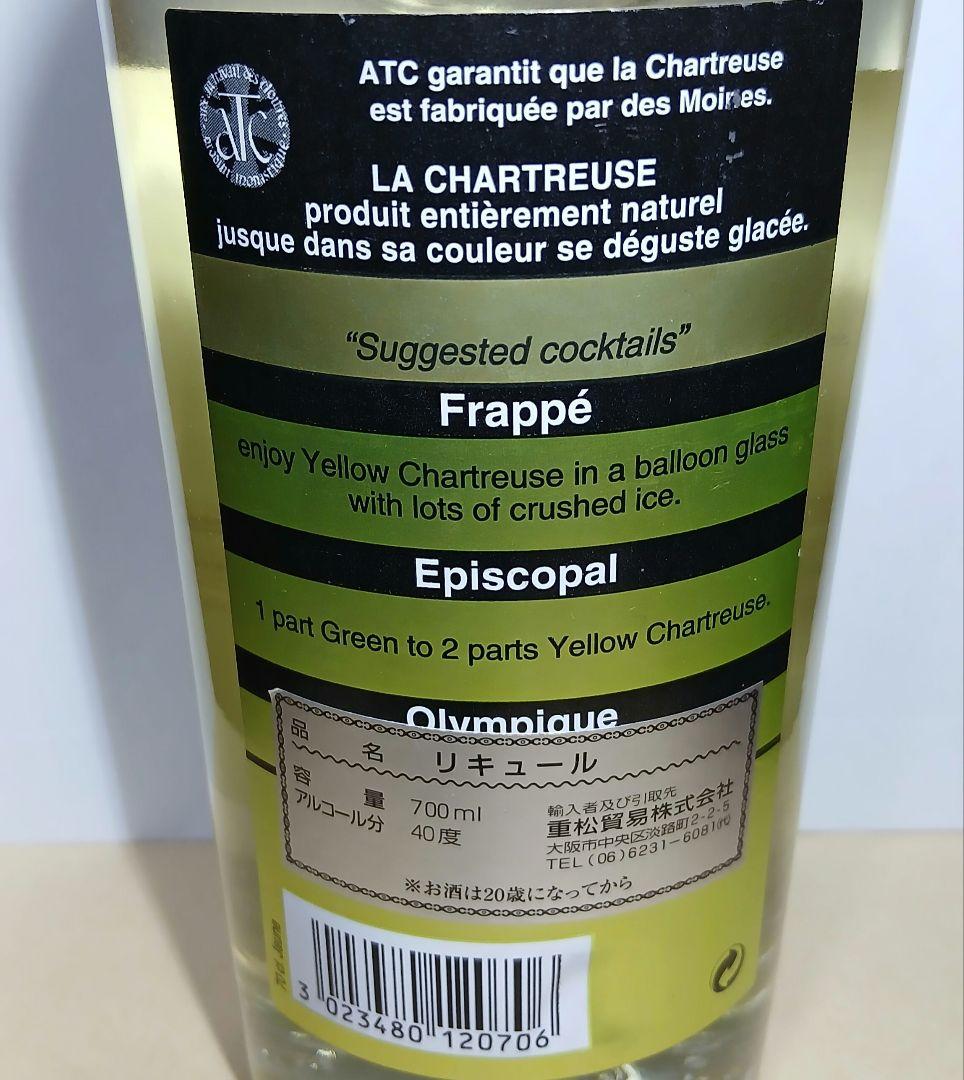 ATC garantit que la Chartreuse
est fabriquée par des Moines.
ATC
LA CHARTREUSE
produit entièrement naturel
jusque dans sa couleur se déguste glacée.
“Suggested cocktails”
Frappé
enjoy Yellow Chartreuse in a balloon glass
with lots of crushed ice.
Episcopal
1 part Green to 2 parts Yellow Chartreuse.
Olympique
品名 リキュール
容量 700ml
アルコール分 40度
輸入者及び引取先
重松貿易株式会社
大阪市中央区淡路町2-2-5
TEL (06)6231-6081㈹
※お酒は20歳になってから
70 cl Jaune
3 023480 120706